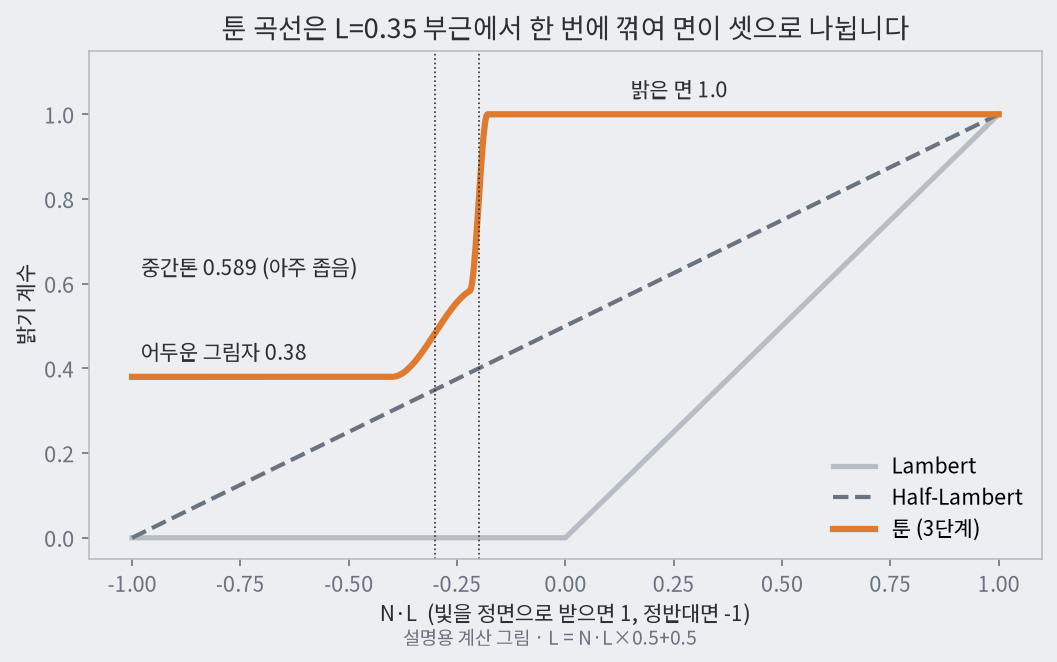 툰 곡선은 L=0.35 부근에서 한 번에 꺾여 면이 셋으로 나뉩니다
밝은 면 1.0
중간톤 0.589 (아주 좁음)
어두운 그림자 0.38
밝기 계수
1.0
0.8
0.6
0.4
0.2
0.0
Lambert
Half-Lambert
툰 (3단계)
-1.00 -0.75 -0.50 -0.25 0.00 0.25 0.50 0.75 1.00
N·L (빛을 정면으로 받으면 1, 정반대면 -1)
설명용 계산 그림 · L = N·L×0.5+0.5